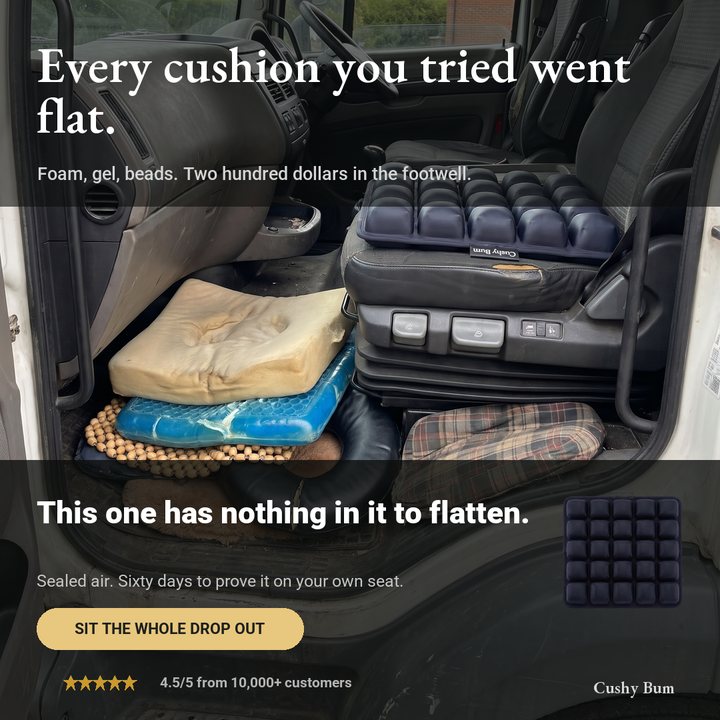 Every cushion you tried went
flat.
Foam, gel, beads. Two hundred dollars in the footwell.
Cushy Bum
This one has nothing in it to flatten.
Sealed air. Sixty days to prove it on your own seat.
SIT THE WHOLE DROP OUT
4.5/5 from 10,000+ customers
Cushy Bum